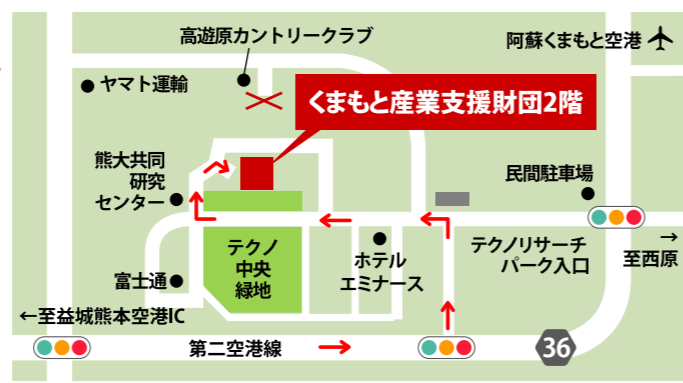 高遊原カントリークラブ
阿蘇くまもと空港
ヤマト運輸
くまもと産業支援財団2階
熊大共同
研究
センター
民間駐車場
テクノ
中央
緑地
ホテル
エミナース
テクノリサーチ
パーク入口
→
至西原
富士通
←至益城熊本空港IC
第二空港線
36